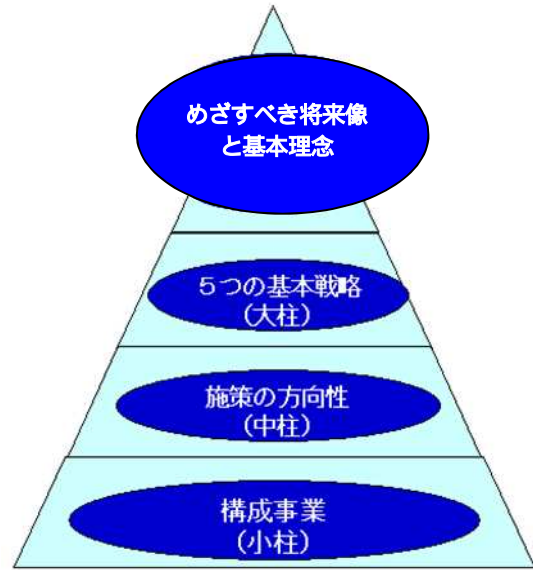 めざすべき将来像
と基本理念
５つの基本戦略
（大柱）
施策の方向性
（中柱）
構成事業
（小柱）